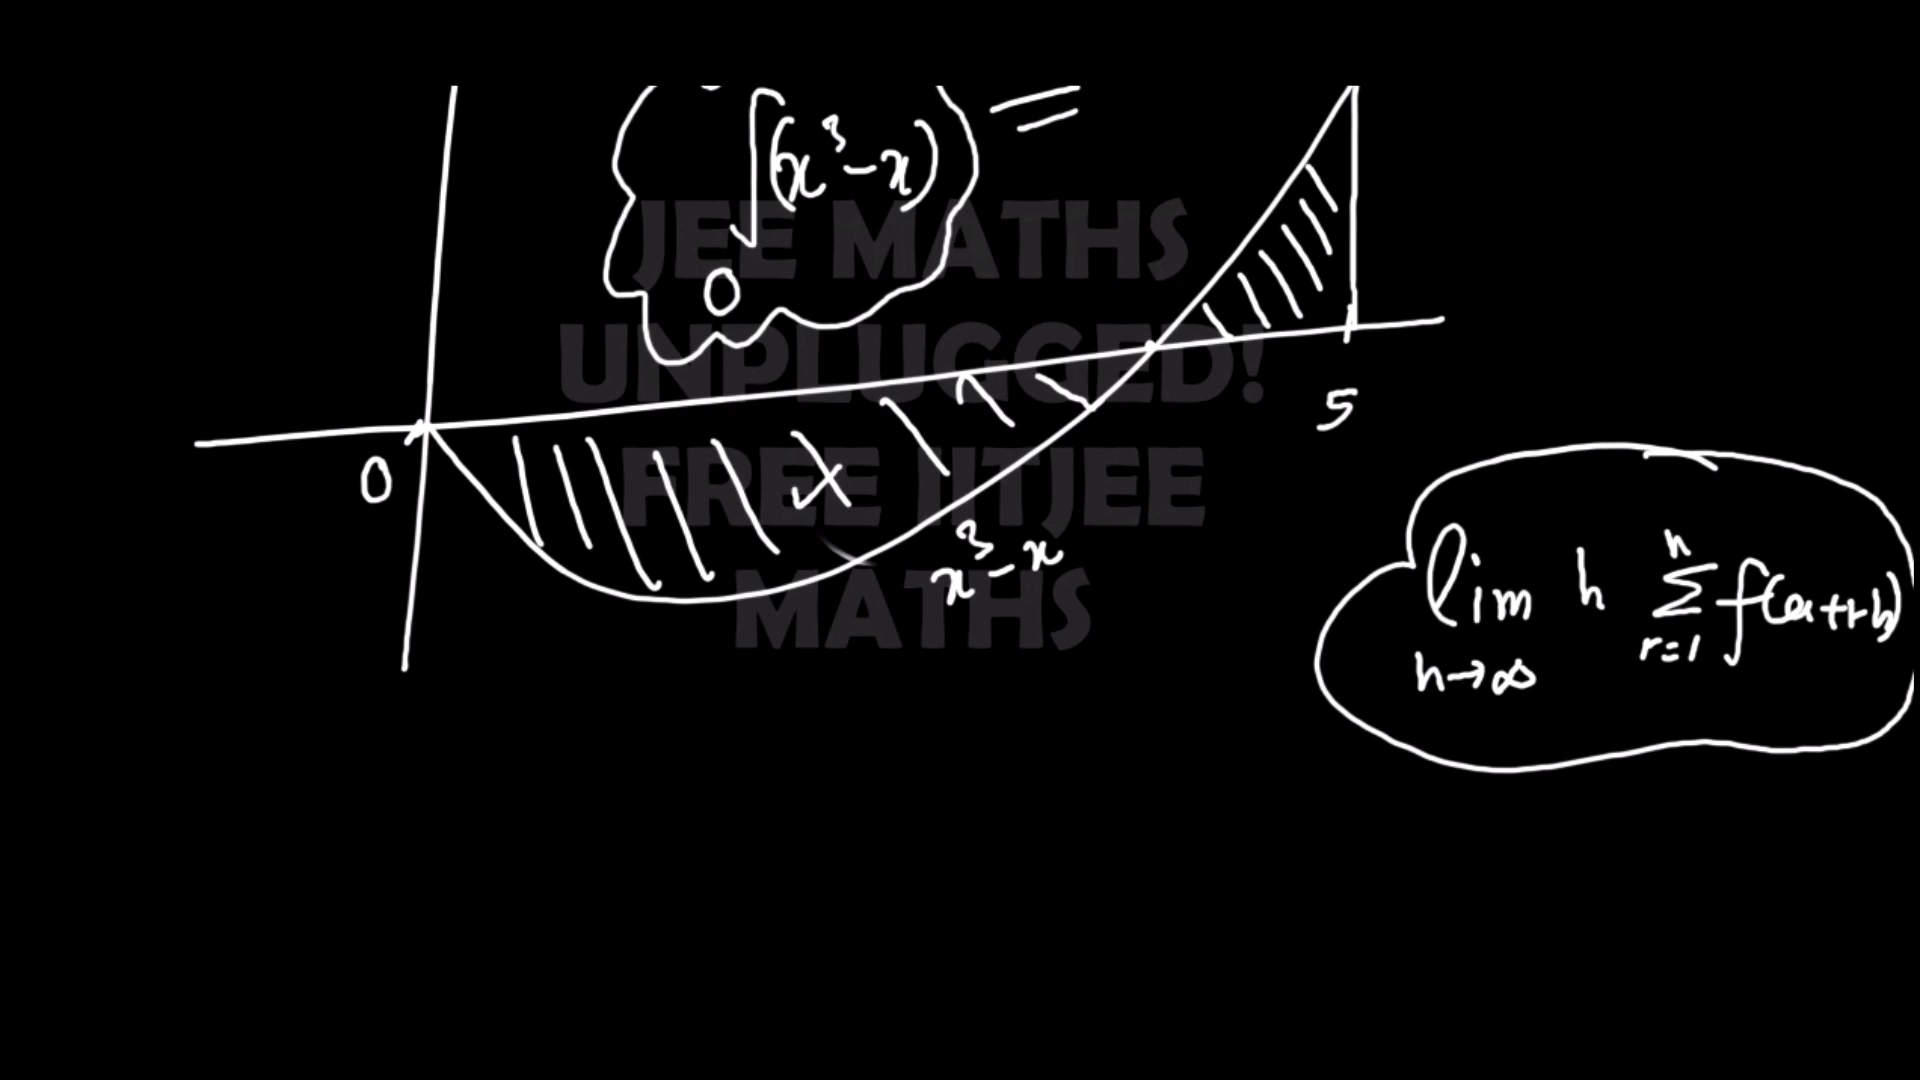 ∫(x³-x)
0
=
0
5
x³-x
lim h Σ f(a+rh)
n
n→∞ r=1
JEE MATHS
UNPLUGGED!
FREE IITJEE
MATHS